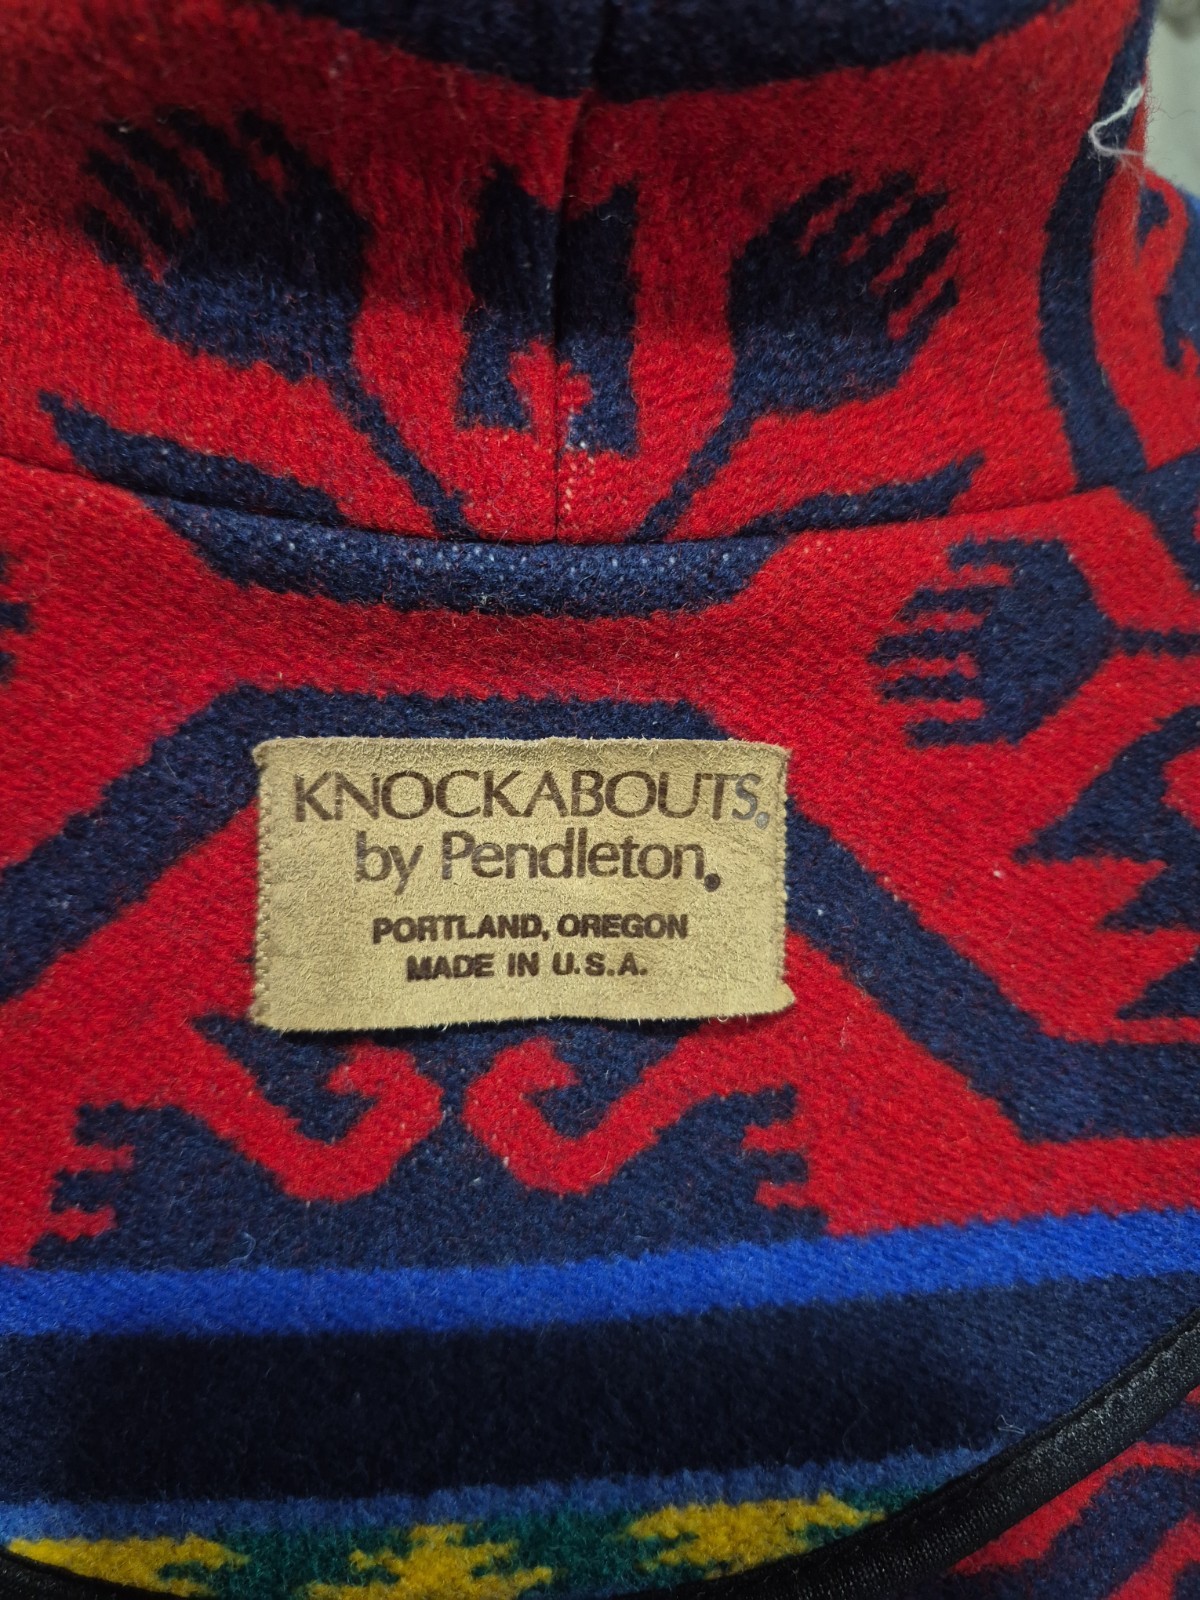 KNOCKABOUTS.
by Pendleton.
PORTLAND, OREGON
MADE IN U.S.A.